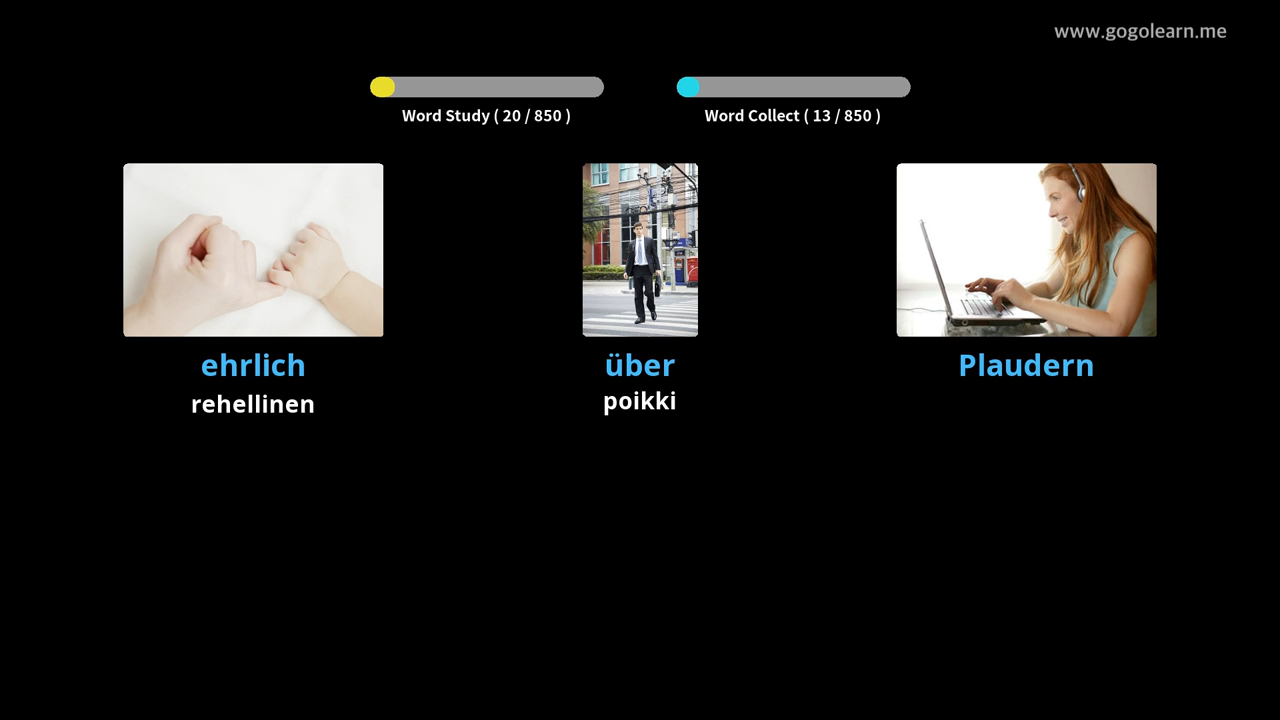 www.gogolearn.me
Word Study ( 20 / 850 )
Word Collect ( 13 / 850 )
ehrlich
rehellinen
über
poikki
Plaudern